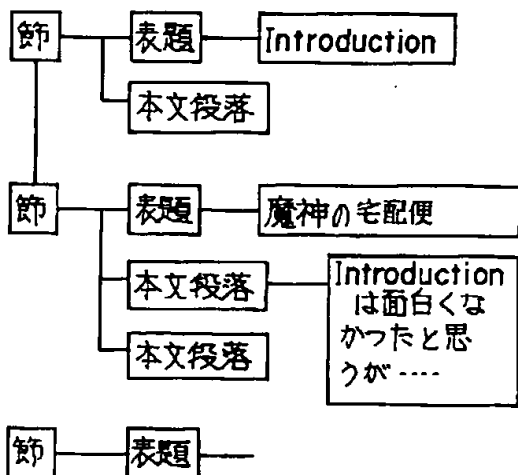 節 表題 Introduction
本文段落
節 表題 魔神の宅配便
本文段落 Introduction
は面白くな
かつたと思
うが‥‥
本文段落
節 表題